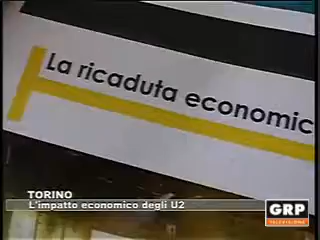 La ricaduta economic
TORINO
L'impatto economico degli U2
GRP
TELEVISIONE